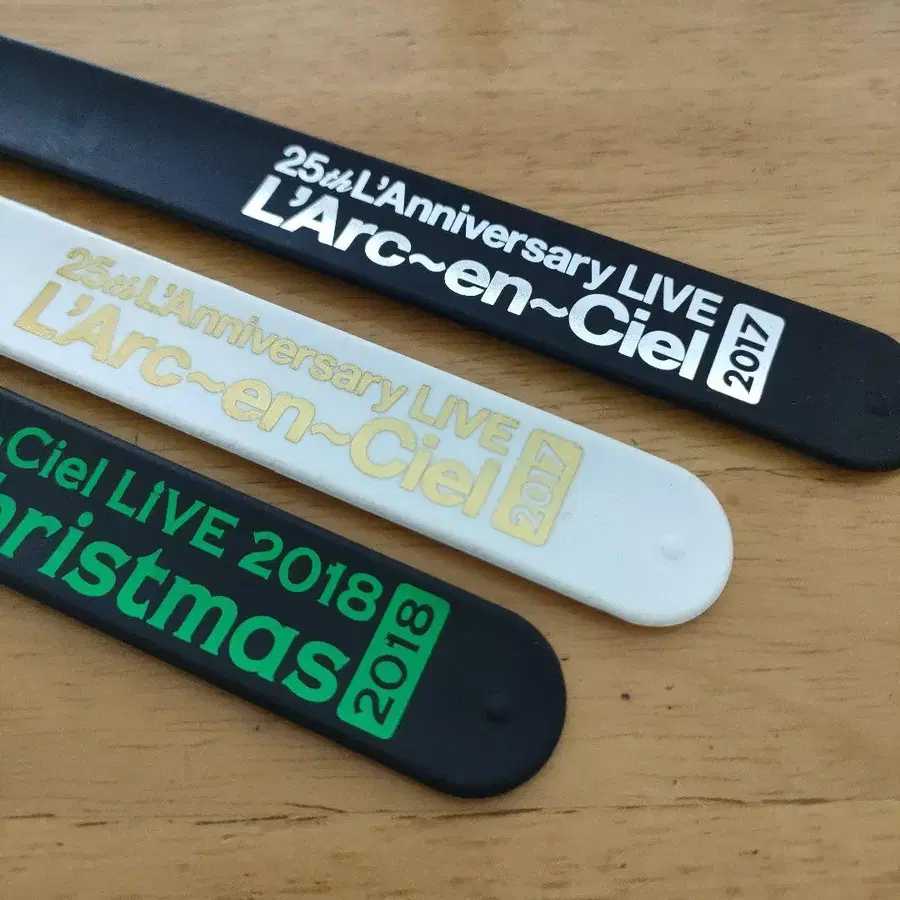 25th L'Anniversary LIVE
L'Arc~en~Ciel 2017
25th L'Anniversary LIVE
L'Arc~en~Ciel 2017
Ciel LiVE 2018
hristmas 2018